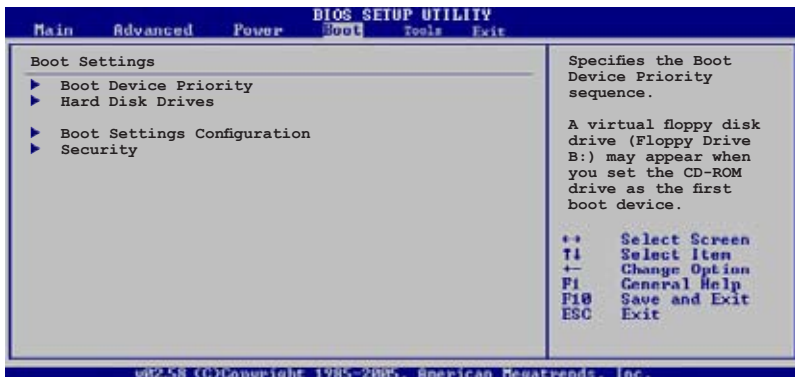 BIOS SETUP UTILITY
Main Advanced Power Boot Tools Exit
Boot Settings
Boot Device Priority
Hard Disk Drives
Boot Settings Configuration
Security
Specifies the Boot
Device Priority
sequence.
A virtual floppy disk
drive (Floppy Drive
B:) may appear when
you set the CD-ROM
drive as the first
boot device.
←→ Select Screen
↑↓ Select Item
+- Change Option
F1 General Help
F10 Save and Exit
ESC Exit
v02.58 (C)Copyright 1985-2005, American Megatrends, Inc.